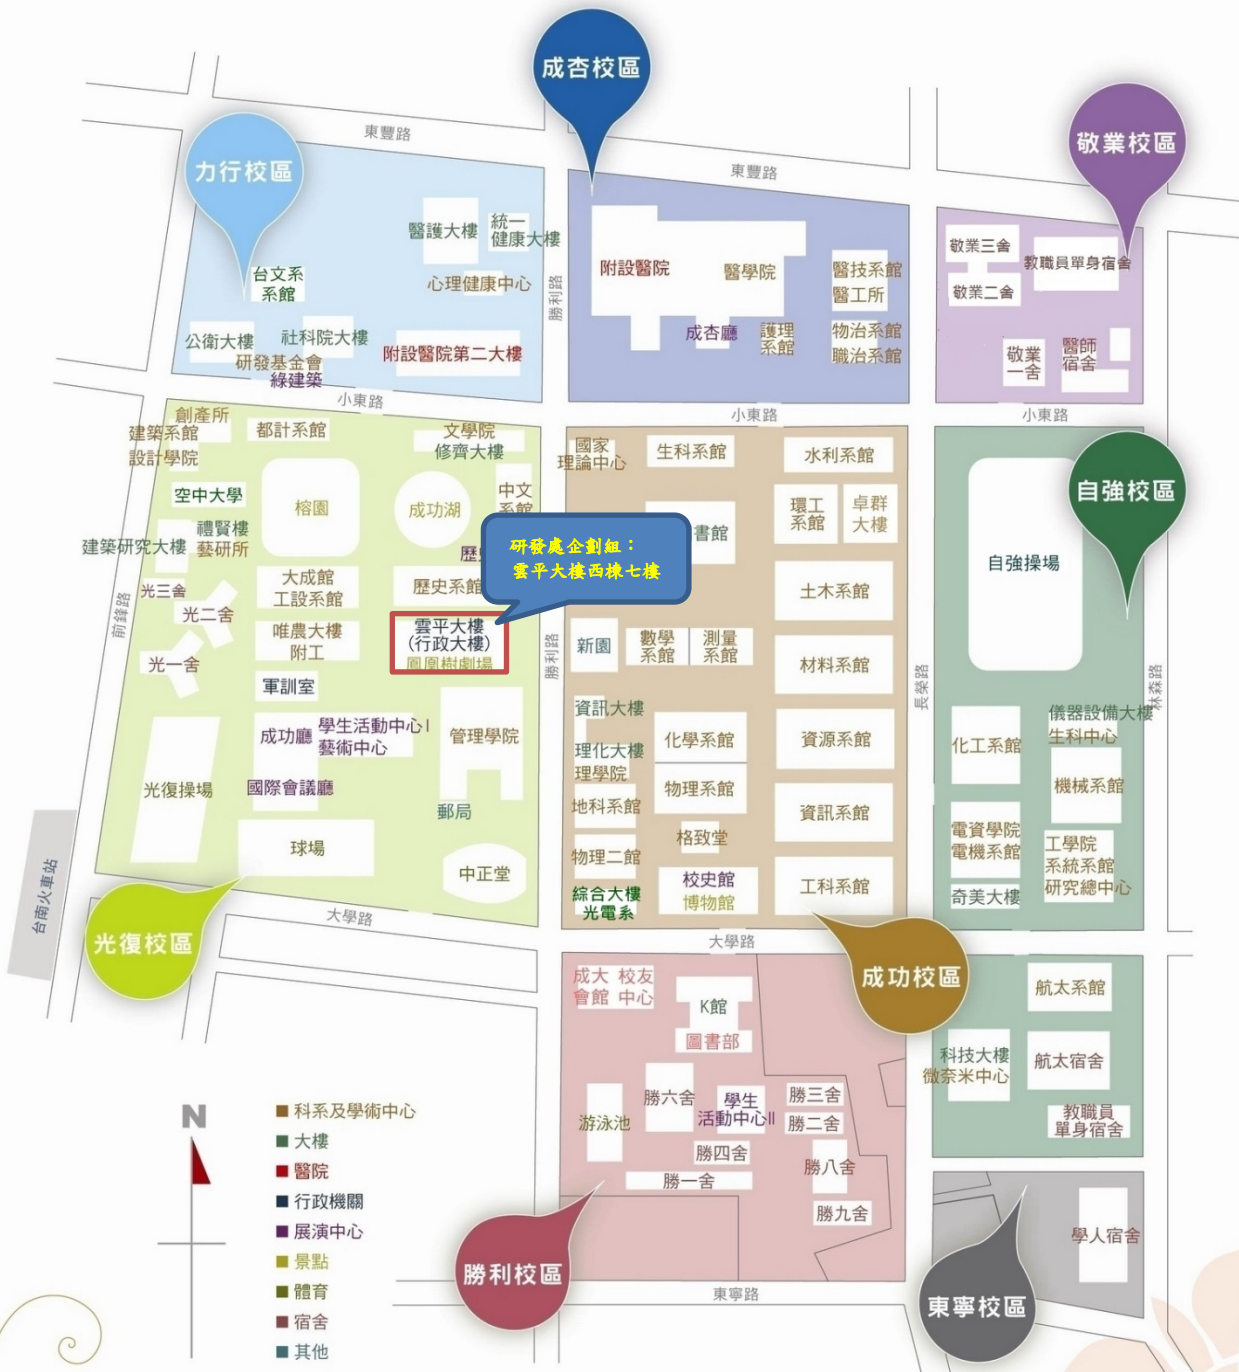 成杏校區
敬業校區
力行校區
東豐路
東豐路
醫護大樓
統一
健康大樓
心理健康中心
台文系
系館
公衛大樓
社科院大樓
研發基金會
綠建築
附設醫院第二大樓
勝利路
附設醫院
醫學院
醫技系館
醫工所
成杏廳
護理
系館
物治系館
職治系館
敬業三舍
教職員單身宿舍
敬業二舍
敬業
一舍
醫師
宿舍
小東路
小東路
小東路
創產所
建築系館
設計學院
都計系館
文學院
修齊大樓
空中大學
榕園
成功湖
中文
系館
建築研究大樓
禮賢樓
藝研所
歷史
光三舍
大成館
工設系館
歷史系館
光二舍
前鋒路
唯農大樓
附工
雲平大樓
(行政大樓)
鳳凰樹劇場
光一舍
軍訓室
成功廳
學生活動中心I
藝術中心
管理學院
光復操場
國際會議廳
郵局
球場
中正堂
台南火車站
光復校區
大學路
研發處企劃組：
雲平大樓西棟七樓
國家
理論中心
生科系館
水利系館
書館
環工
系館
卓群
大樓
土木系館
勝利路
新園
數學
系館
測量
系館
材料系館
資訊大樓
化學系館
資源系館
理化大樓
理學院
物理系館
地科系館
資訊系館
格致堂
物理二館
校史館
博物館
工科系館
綜合大樓
光電系
大學路
成功校區
長榮路
自強校區
自強操場
林森路
儀器設備大樓
生科中心
化工系館
機械系館
電資學院
電機系館
工學院
系統系館
研究總中心
奇美大樓
成大
會館
校友
中心
K館
圖書部
勝六舍
學生
活動中心II
勝三舍
勝二舍
游泳池
勝四舍
勝八舍
勝一舍
勝九舍
勝利校區
東寧路
航太系館
科技大樓
微奈米中心
航太宿舍
教職員
單身宿舍
學人宿舍
東寧校區
N
科系及學術中心
大樓
醫院
行政機關
展演中心
景點
體育
宿舍
其他